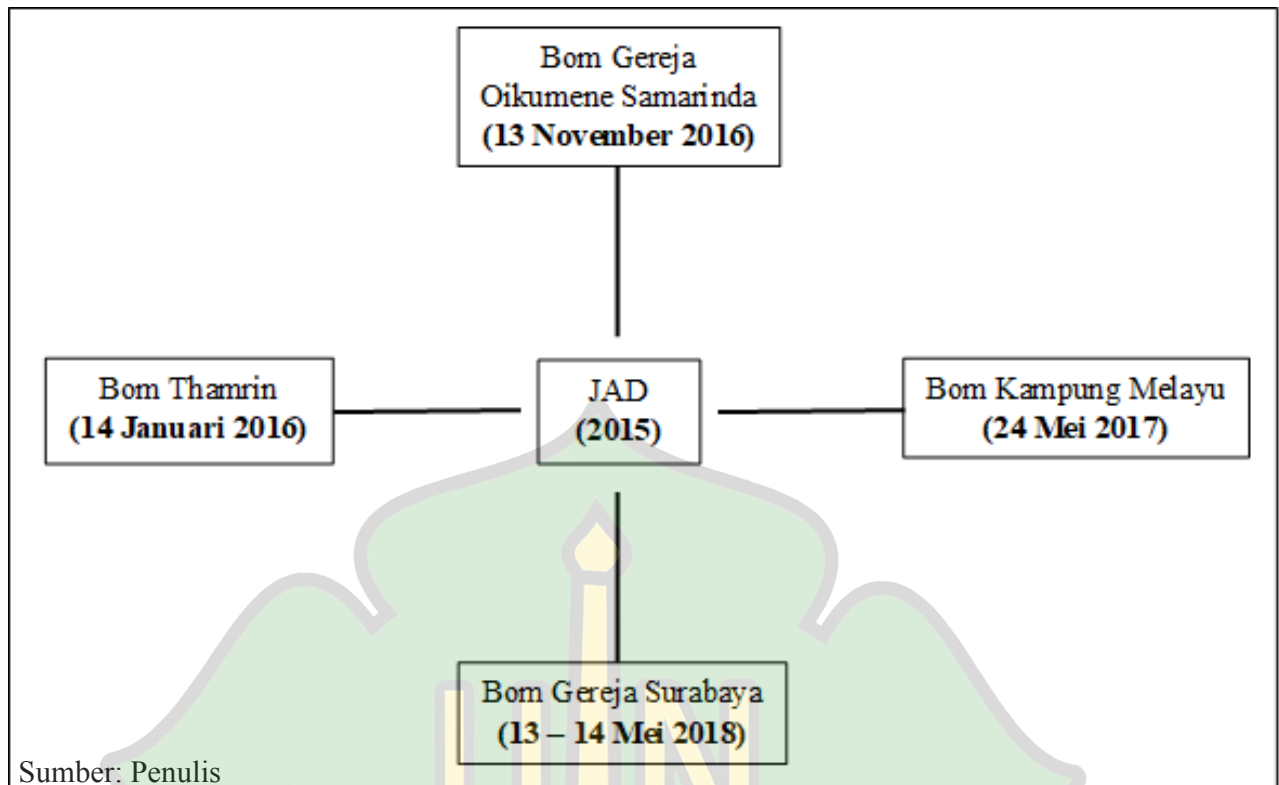 Bom Gereja
Oikumene Samarinda
(13 November 2016)
Bom Thamrin
(14 Januari 2016)
JAD
(2015)
Bom Kampung Melayu
(24 Mei 2017)
Bom Gereja Surabaya
(13 – 14 Mei 2018)
UIN
Sumber: Penulis